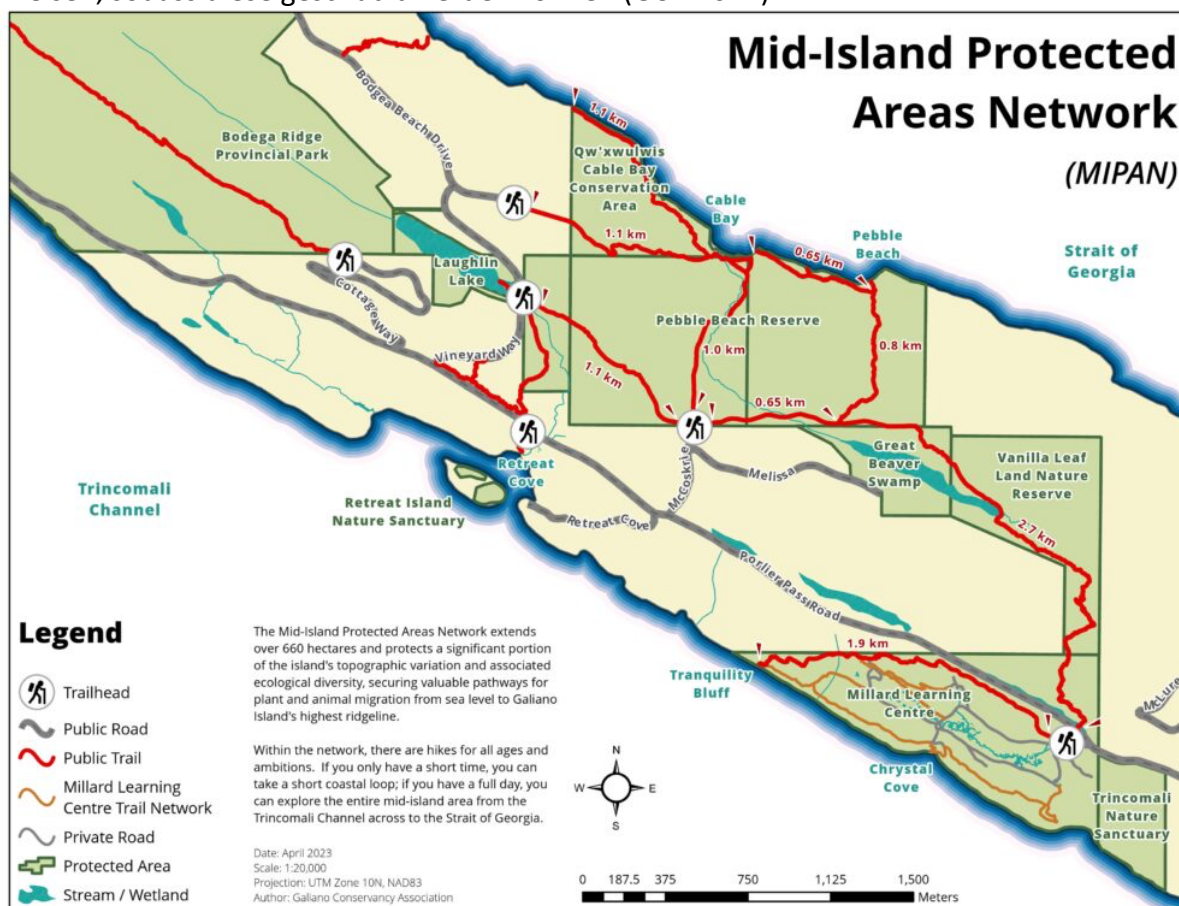 Mid-Island Protected
Areas Network
(MIPAN)
Bodgea Beach Drive
1.1 km
Bodega Ridge
Provincial Park
Qw'xwulwis
Cable Bay
Conservation
Area
Cable
Bay
Pebble
Beach
Strait of
Georgia
1.1 km
0.65 km
Laughlin
Lake
Cottage Way
Vineyard Way
Pebble Beach Reserve
1.0 km
0.8 km
1.1 km
0.65 km
Great
Beaver
Swamp
Vanilla Leaf
Land Nature
Reserve
Trincomali
Channel
Retreat
Cove
Retreat Island
Nature Sanctuary
McCoskrie
Melissa
Retreat Cove
2.7 km
Porlier Pass Road
1.9 km
Tranquility
Bluff
Millard Learning
Centre
McLure
Chrystal
Cove
Trincomali
Nature
Sanctuary
Legend
Trailhead
Public Road
Public Trail
Millard Learning
Centre Trail Network
Private Road
Protected Area
Stream / Wetland
The Mid-Island Protected Areas Network extends
over 660 hectares and protects a significant portion
of the island's topographic variation and associated
ecological diversity, securing valuable pathways for
plant and animal migration from sea level to Galiano
Island's highest ridgeline.
Within the network, there are hikes for all ages and
ambitions. If you only have a short time, you can
take a short coastal loop; if you have a full day, you
can explore the entire mid-island area from the
Trincomali Channel across to the Strait of Georgia.
Date: April 2023
Scale: 1:20,000
Projection: UTM Zone 10N, NAD83
Author: Galiano Conservancy Association
N
W E
S
0 187.5 375 750 1,125 1,500
Meters